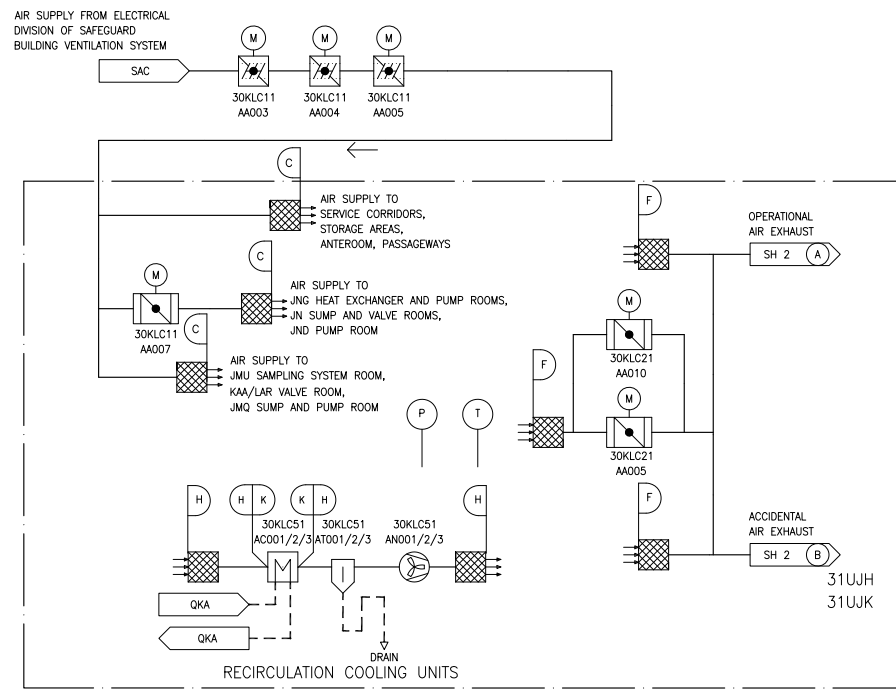 AIR SUPPLY FROM ELECTRICAL
DIVISION OF SAFEGUARD
BUILDING VENTILATION SYSTEM
SAC
M
M
M
30KLC11
AA003
30KLC11
AA004
30KLC11
AA005
C
AIR SUPPLY TO
SERVICE CORRIDORS,
STORAGE AREAS,
ANTEROOM, PASSAGEWAYS
F
OPERATIONAL
AIR EXHAUST
SH 2
A
M
30KLC11
AA007
C
AIR SUPPLY TO
JNG HEAT EXCHANGER AND PUMP ROOMS,
JN SUMP AND VALVE ROOMS,
JND PUMP ROOM
C
AIR SUPPLY TO
JMU SAMPLING SYSTEM ROOM,
KAA/LAR VALVE ROOM,
JMQ SUMP AND PUMP ROOM
M
30KLC21
AA010
F
M
30KLC21
AA005
P
T
H
H
K
K
H
30KLC51
AC001/2/3
30KLC51
AT001/2/3
30KLC51
AN001/2/3
H
F
ACCIDENTAL
AIR EXHAUST
SH 2
B
31UJH
31UJK
QKA
QKA
DRAIN
RECIRCULATION COOLING UNITS